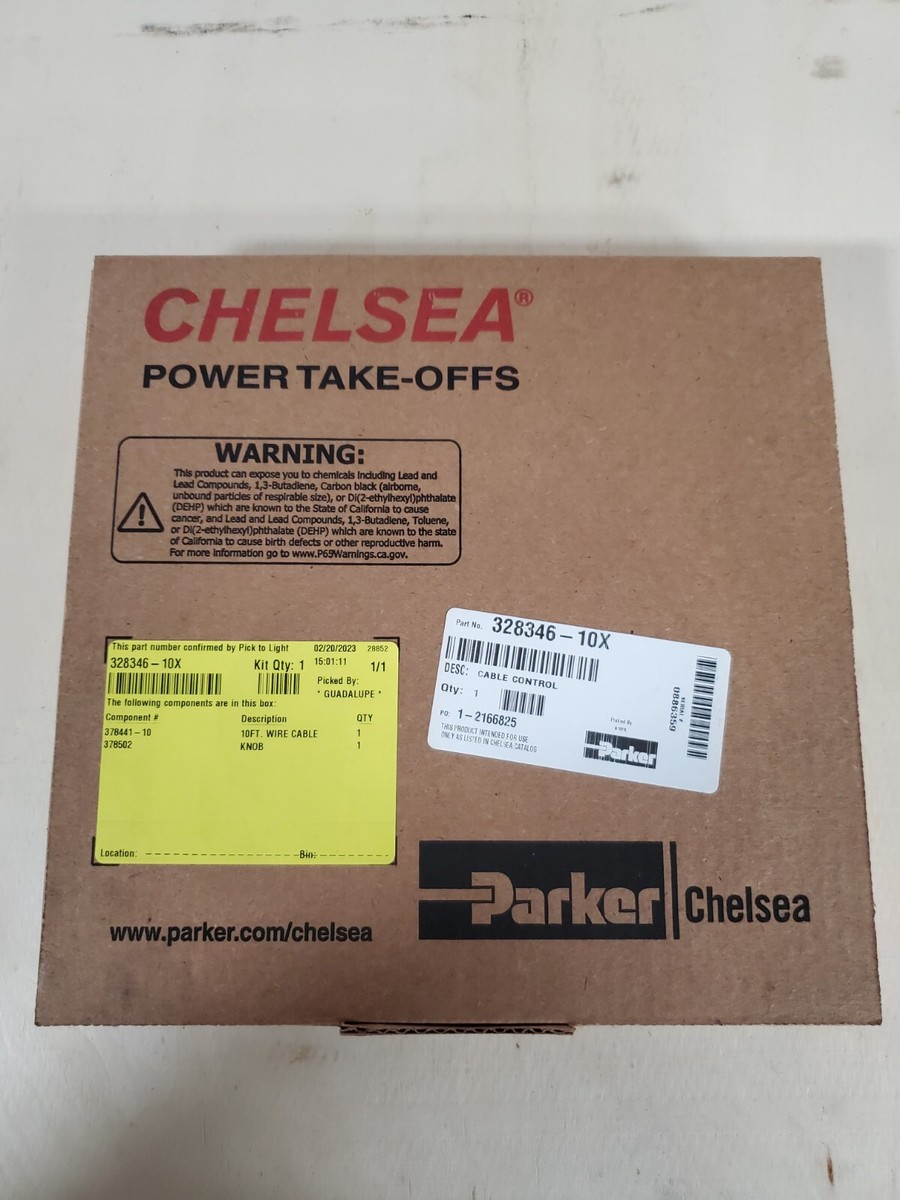 CHELSEA®
POWER TAKE-OFFS
WARNING:
This product can expose you to chemicals including Lead and
Lead Compounds, 1,3-Butadiene, Carbon black (airborne,
unbound particles of respirable size), or Di(2-ethylhexyl)phthalate
(DEHP) which are known to the State of California to cause
cancer, and Lead and Lead Compounds, 1,3-Butadiene, Toluene,
or Di(2-ethylhexyl)phthalate (DEHP) which are known to the state
of California to cause birth defects or other reproductive harm.
For more information go to www.P65Warnings.ca.gov.
This part number confirmed by Pick to Light 02/20/2023 28852
328346-10X Kit Qty: 1 15:01:11 1/1
Picked By:
* GUADALUPE *
The following components are in this box:
Component # Description QTY
378441-10 10FT. WIRE CABLE 1
378502 KNOB 1
Location: Bin:
Part No. 328346-10X
DESC: CABLE CONTROL
Qty: 1
PO: 1-2166825
THIS PRODUCT INTENDED FOR USE
ONLY AS LISTED IN CHELSEA CATALOG
Parker
0886359
Parker Chelsea
www.parker.com/chelsea